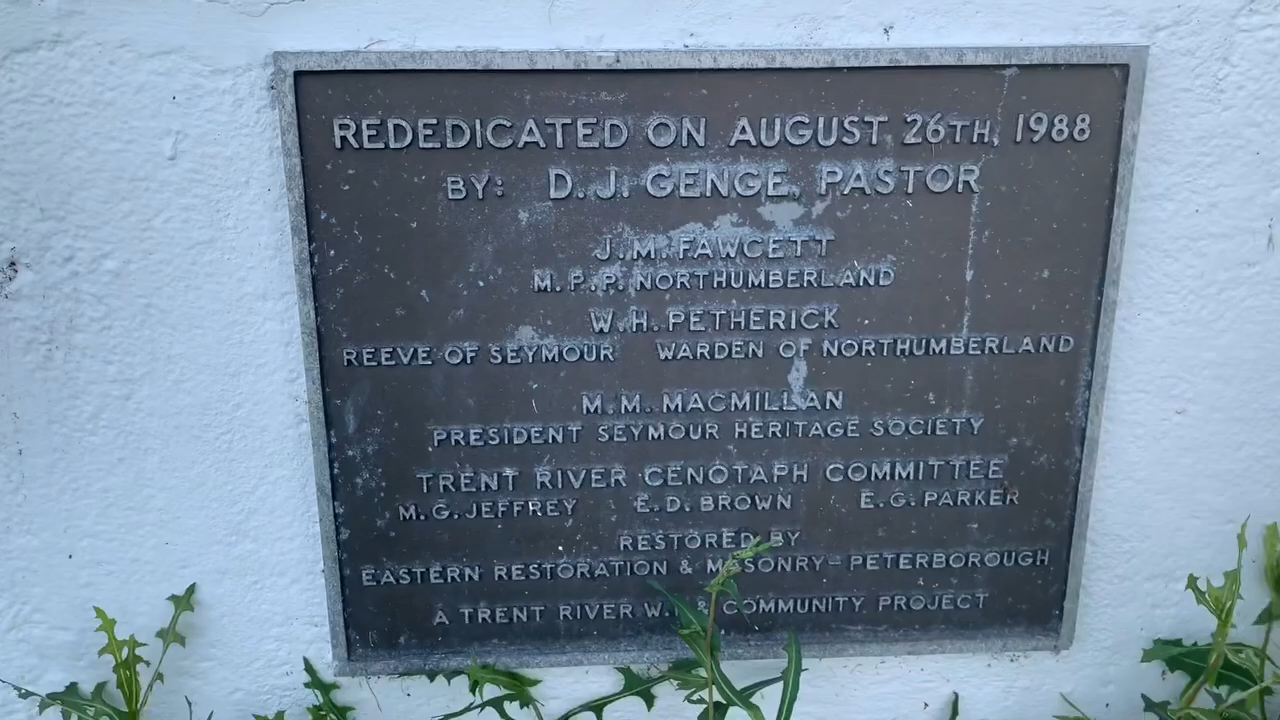 REDEDICATED ON AUGUST 26TH, 1988
BY: D. J. GENGE, PASTOR
J. M. FAWCETT
M. P. P. NORTHUMBERLAND
W. H. PETHERICK
REEVE OF SEYMOUR WARDEN OF NORTHUMBERLAND
M. M. MACMILLAN
PRESIDENT SEYMOUR HERITAGE SOCIETY
TRENT RIVER CENOTAPH COMMITTEE
M. G. JEFFREY E. D. BROWN E. G. PARKER
RESTORED BY
EASTERN RESTORATION & MASONRY - PETERBOROUGH
A TRENT RIVER & COMMUNITY PROJECT